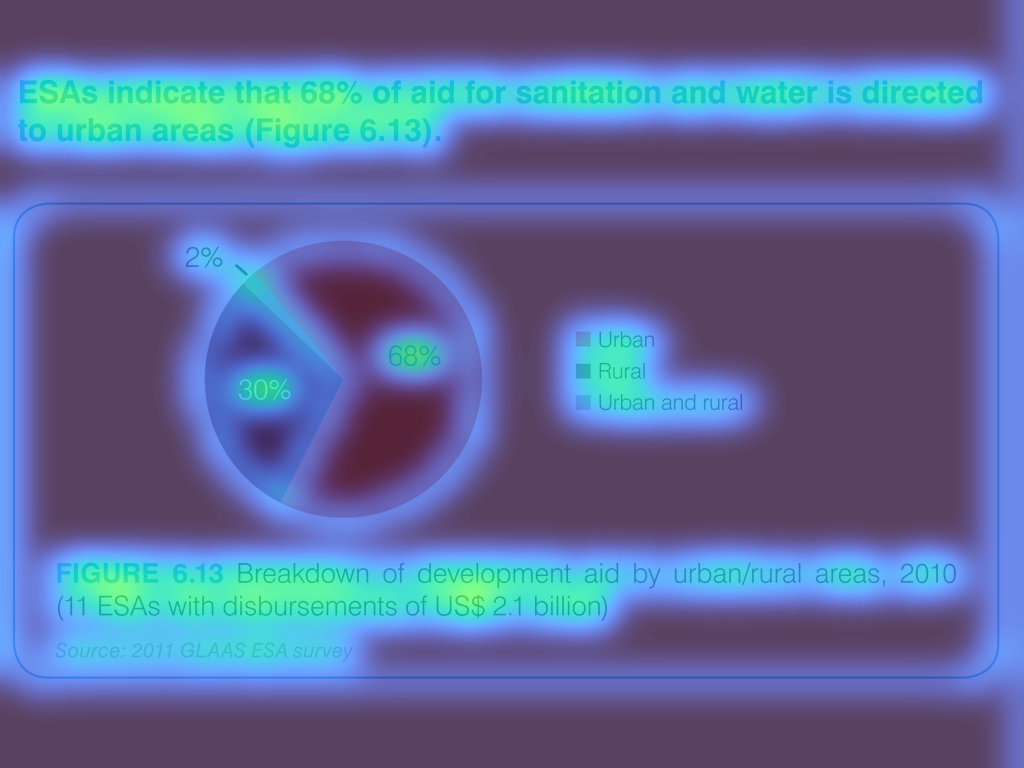 ESAs indicate that 68% of aid for sanitation and water is directed
to urban areas (Figure 6.13).
2%
68%
30%
Urban
Rural
Urban and rural
FIGURE 6.13 Breakdown of development aid by urban/rural areas, 2010
(11 ESAs with disbursements of US$ 2.1 billion)
Source: 2011 GLAAS ESA survey